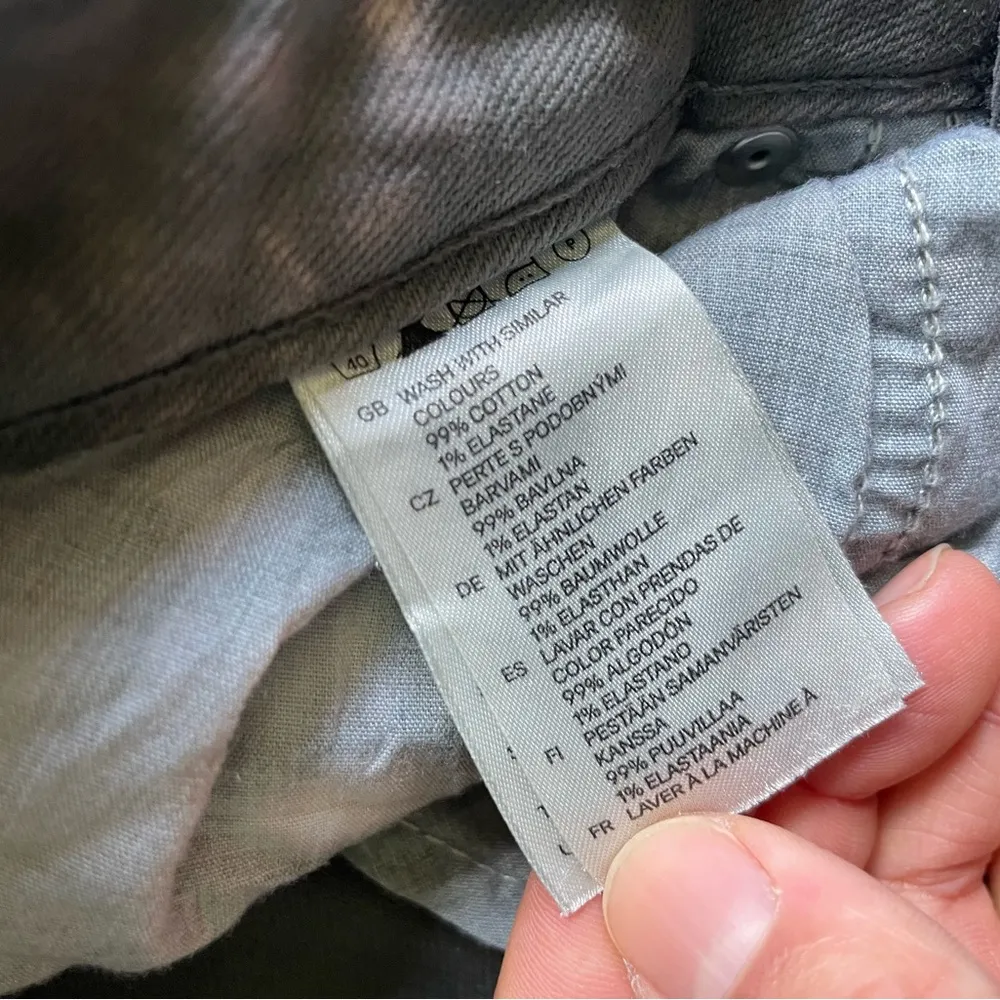 40 P
GB WASH WITH SIMILAR
COLOURS
99% COTTON
1% ELASTANE
CZ PERTE S PODOBNÝMI
BARVAMI
99% BAVLNA
1% ELASTAN
DE MIT ÄHNLICHEN FARBEN
WASCHEN
99% BAUMWOLLE
1% ELASTHAN
ES LAVAR CON PRENDAS DE
COLOR PARECIDO
99% ALGODÓN
1% ELASTANO
FI PESTÄÄN SAMANVÄRISTEN
KANSSA
99% PUUVILLAA
1% ELASTAANIA
FR LAVER À LA MACHINE À